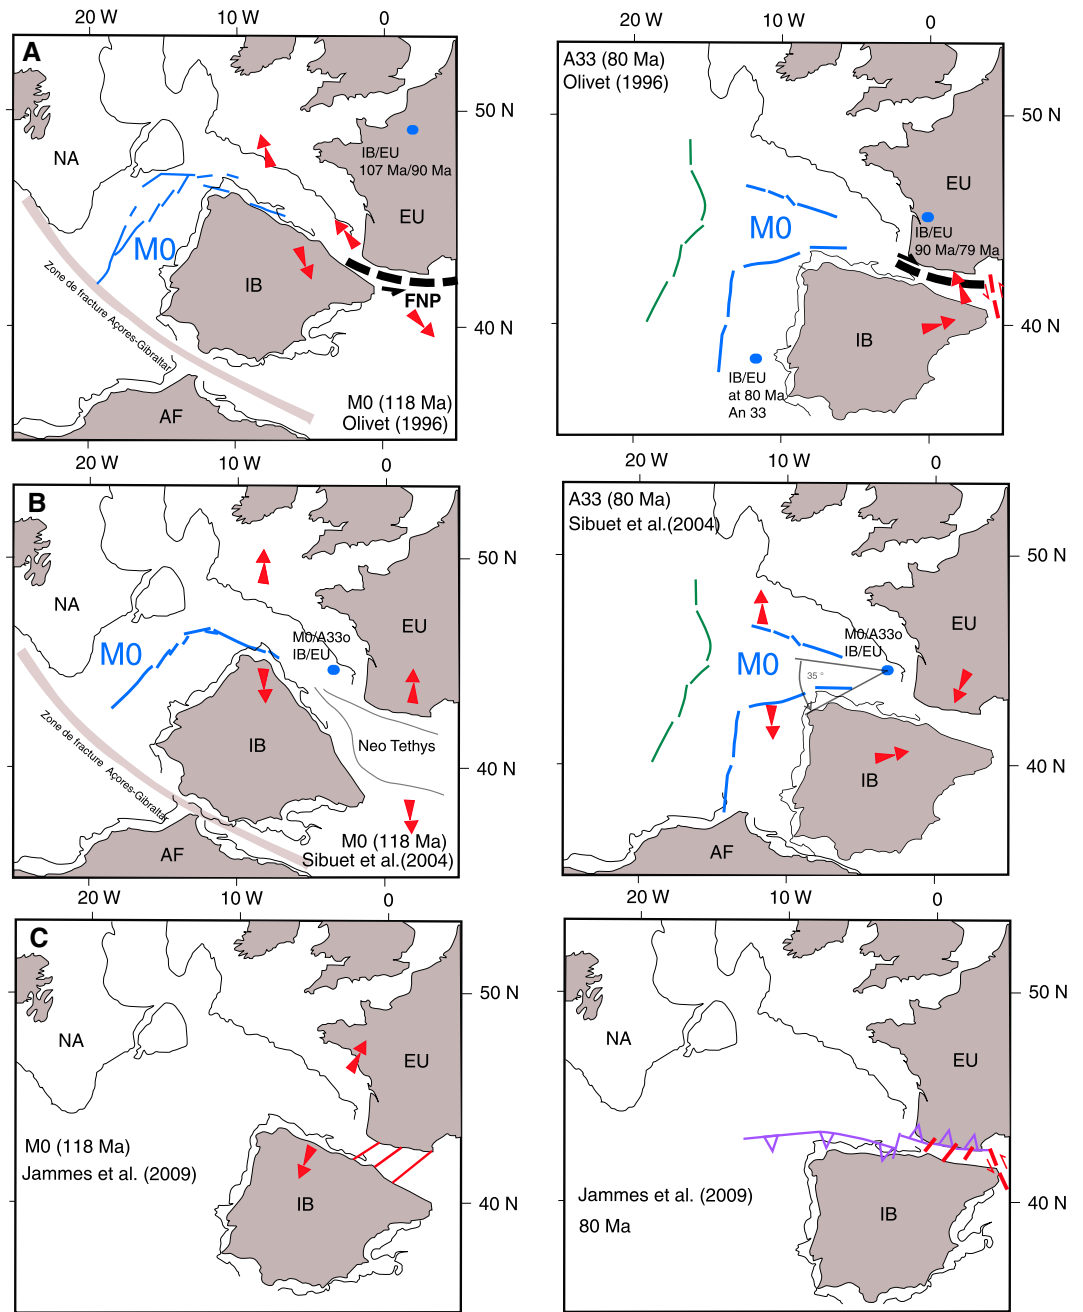 20 W
10 W
0
A
NA
50 N
IB/EU
107 Ma/90 Ma
EU
M0
Zone de fracture Açores-Gibraltar
IB
FNP
40 N
AF
M0 (118 Ma)
Olivet (1996)
10 W
0
A33 (80 Ma)
Olivet (1996)
50 N
EU
M0
IB/EU
90 Ma/79 Ma
40 N
IB
IB/EU
at 80 Ma
An 33
20 W
10 W
0
B
50 N
NA
EU
M0/A33o
IB/EU
M0
Zone de fracture Açores-Gibraltar
IB
Neo Tethys
40 N
M0 (118 Ma)
Sibuet et al.(2004)
AF
20 W
10 W
0
A33 (80 Ma)
Sibuet et al.(2004)
50 N
EU
M0/A33o
IB/EU
M0
35 °
IB
40 N
AF
20 W
10 W
0
C
50 N
NA
EU
M0 (118 Ma)
Jammes et al. (2009)
IB
40 N
20 W
10 W
0
50 N
NA
EU
Jammes et al. (2009)
80 Ma
IB
40 N